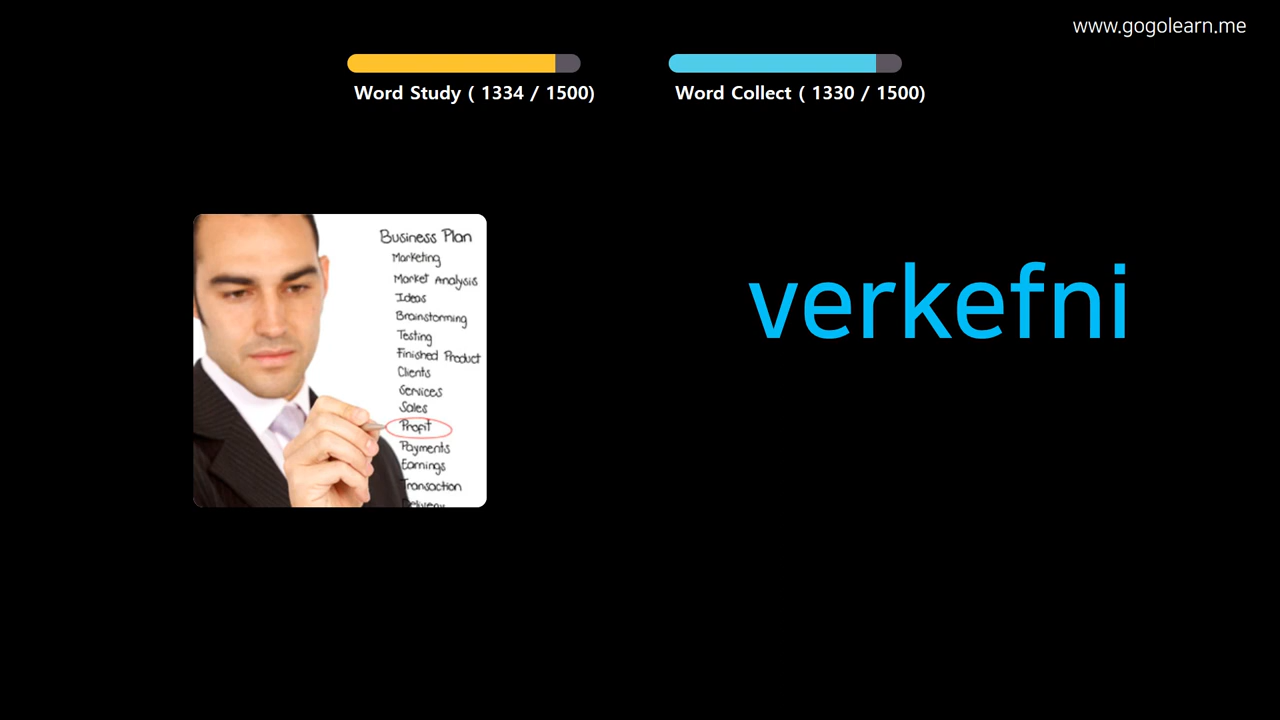 www.gogolearn.me
Word Study ( 1334 / 1500)
Word Collect ( 1330 / 1500)
verkefni
Business Plan
Marketing
Market Analysis
Ideas
Brainstorming
Testing
Finished Product
Clients
Services
Sales
Profit
Payments
Earnings
Transaction
Delivery